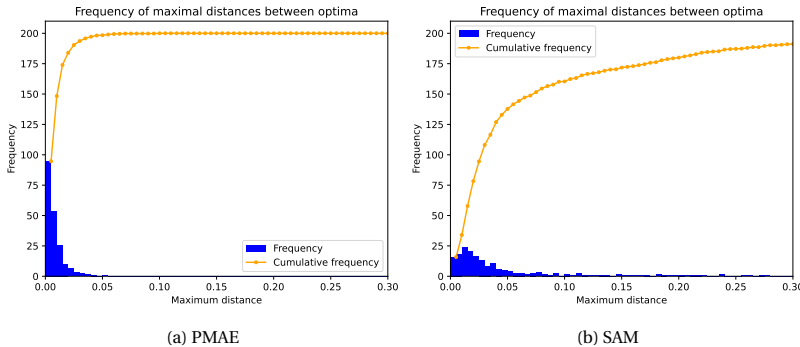 Frequency of maximal distances between optima
200
175
150
125
100
75
50
25
0
Frequency
Frequency
Cumulative frequency
0.00 0.05 0.10 0.15 0.20 0.25 0.30
Maximum distance
(a) PMAE
Frequency of maximal distances between optima
Frequency
Cumulative frequency
200
175
150
125
100
75
50
25
0
Frequency
0.00 0.05 0.10 0.15 0.20 0.25 0.30
Maximum distance
(b) SAM